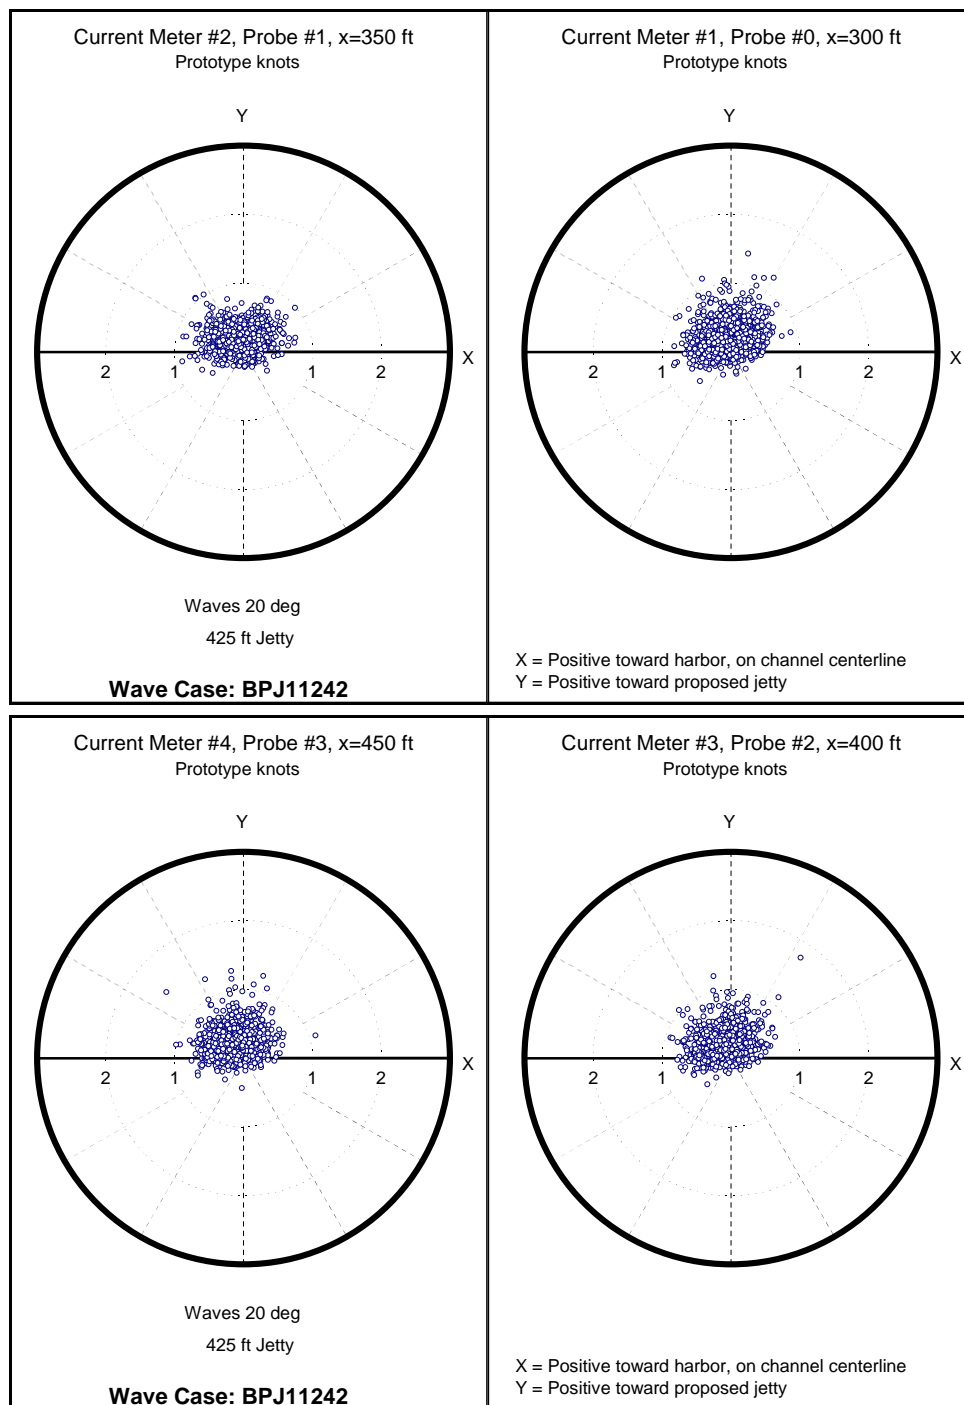 Current Meter #2, Probe #1, x=350 ft
Prototype knots
Y
X
2 1 1 2
Waves 20 deg
425 ft Jetty
Wave Case: BPJ11242
Current Meter #1, Probe #0, x=300 ft
Prototype knots
Y
X
2 1 1 2
X = Positive toward harbor, on channel centerline
Y = Positive toward proposed jetty
Current Meter #4, Probe #3, x=450 ft
Prototype knots
Y
X
2 1 1 2
Waves 20 deg
425 ft Jetty
Wave Case: BPJ11242
Current Meter #3, Probe #2, x=400 ft
Prototype knots
Y
X
2 1 1 2
X = Positive toward harbor, on channel centerline
Y = Positive toward proposed jetty